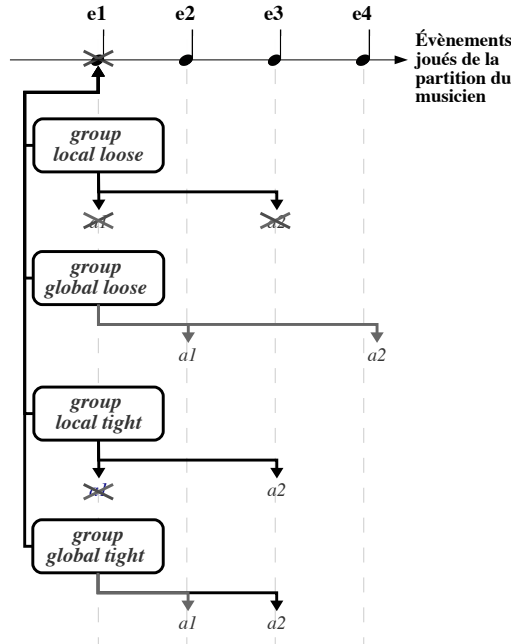 e1 e2 e3 e4
Évènements
joués de la
partition du
musicien
group
local loose
a1 a2
group
global loose
a1 a2
group
local tight
a1 a2
group
global tight
a1 a2